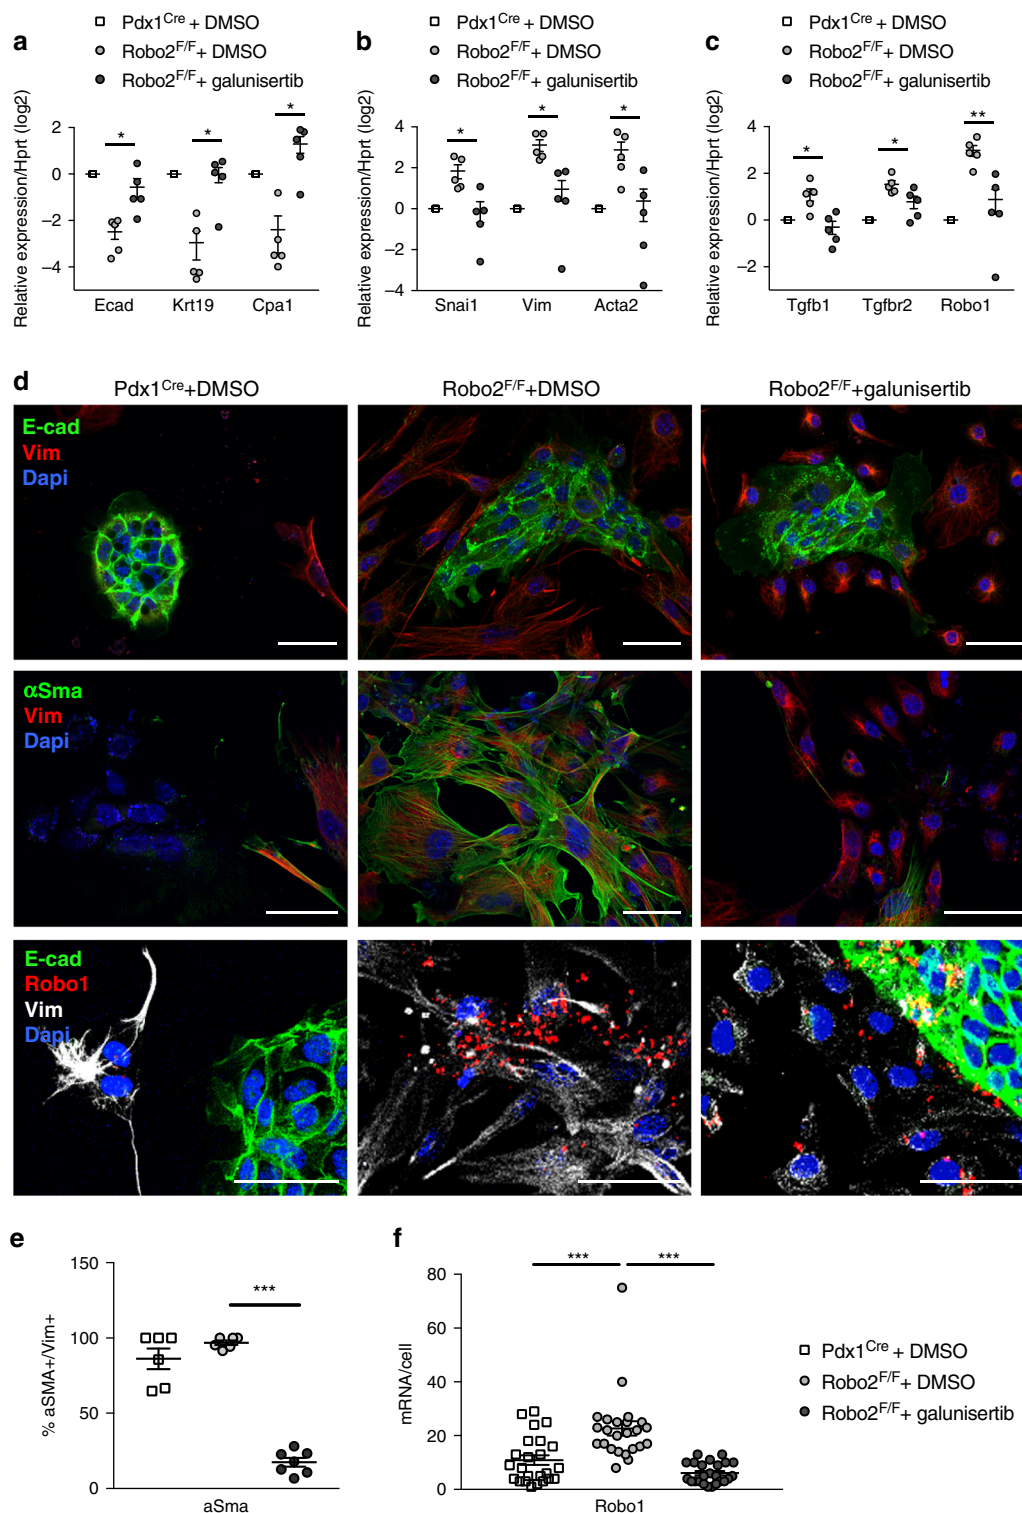 a
Pdx1Cre + DMSO
Robo2F/F + DMSO
Robo2F/F + galunisertib
Relative expression/Hprt (log2)
2
0
−2
−4
*
*
*
Ecad
Krt19
Cpa1
b
Pdx1Cre + DMSO
Robo2F/F + DMSO
Robo2F/F + galunisertib
Relative expression/Hprt (log2)
4
2
0
−2
−4
*
*
*
Snai1
Vim
Acta2
c
Pdx1Cre + DMSO
Robo2F/F + DMSO
Robo2F/F + galunisertib
Relative expression/Hprt (log2)
4
2
0
−2
*
*
**
Tgfb1
Tgfbr2
Robo1
d
Pdx1Cre+DMSO
Robo2F/F+DMSO
Robo2F/F+galunisertib
E-cad
Vim
Dapi
αSma
Vim
Dapi
E-cad
Robo1
Vim
Dapi
e
% aSMA+/Vim+
150
100
50
0
***
aSma
f
mRNA/cell
80
60
40
20
0
***
***
Robo1
Pdx1Cre + DMSO
Robo2F/F + DMSO
Robo2F/F + galunisertib